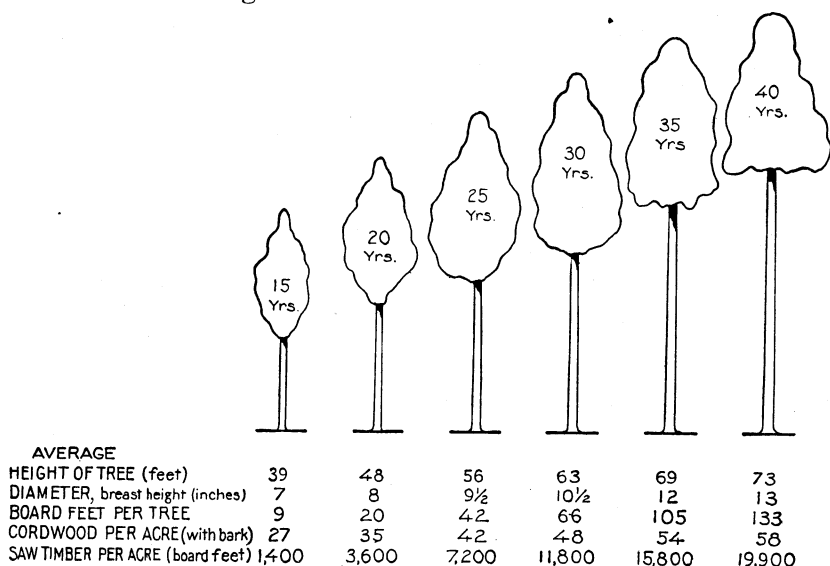 40
Yrs.
35
Yrs
30
Yrs.
25
Yrs.
20
Yrs.
15
Yrs.
AVERAGE
HEIGHT OF TREE (feet) 39 48 56 63 69 73
DIAMETER, breast height (inches) 7 8 9½ 10½ 12 13
BOARD FEET PER TREE 9 20 42 66 105 133
CORDWOOD PER ACRE (with bark) 27 35 42 48 54 58
SAW TIMBER PER ACRE (board feet) 1,400 3,600 7,200 11,800 15,800 19,900